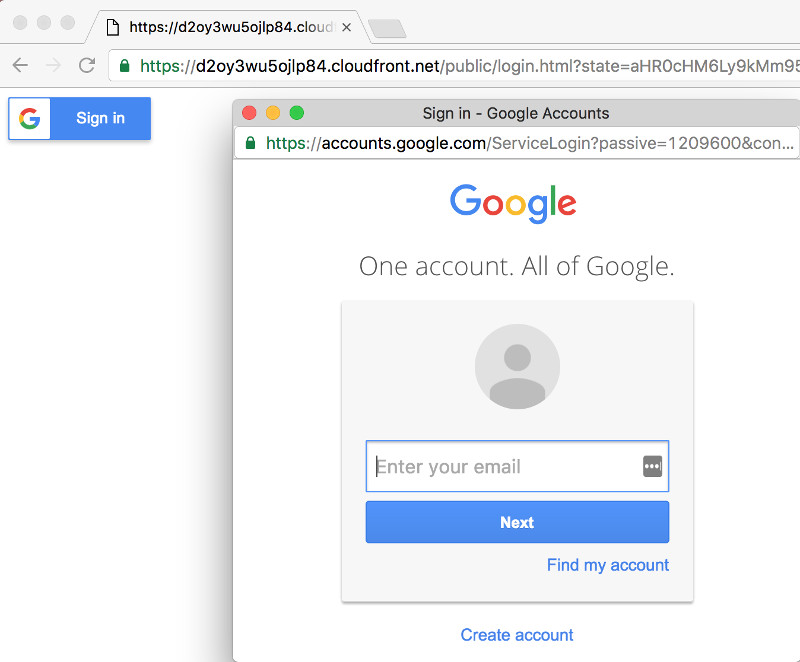 https://d2oy3wu5ojlp84.cloud
https://d2oy3wu5ojlp84.cloudfront.net/public/login.html?state=aHR0cHM6Ly9kMm95
Sign in
Sign in - Google Accounts
https://accounts.google.com/ServiceLogin?passive=1209600&con...
Google
One account. All of Google.
Enter your email
Next
Find my account
Create account